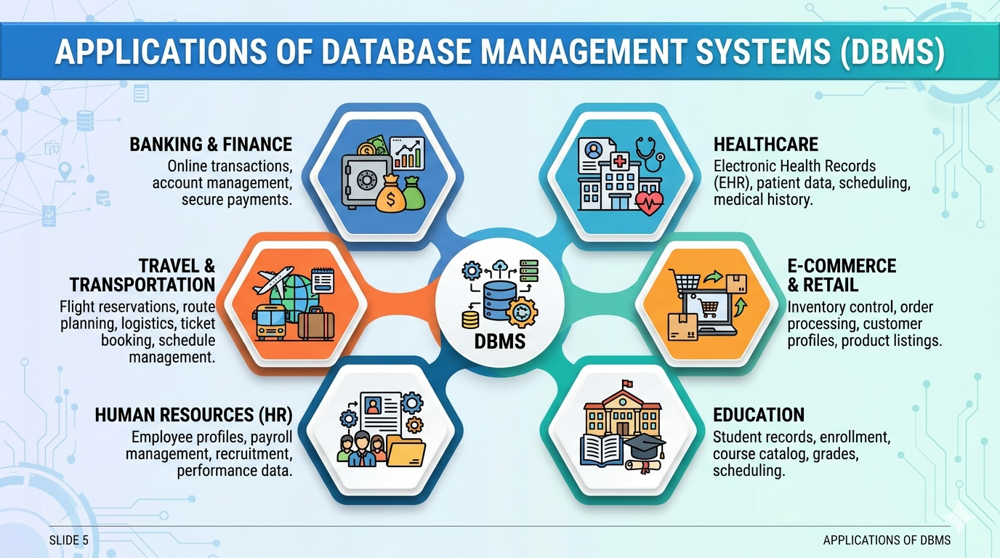 APPLICATIONS OF DATABASE MANAGEMENT SYSTEMS (DBMS)
BANKING & FINANCE
Online transactions,
account management,
secure payments.
HEALTHCARE
Electronic Health Records
(EHR), patient data, scheduling,
medical history.
TRAVEL &
TRANSPORTATION
Flight reservations, route
planning, logistics, ticket
booking, schedule
management.
DBMS
E-COMMERCE
& RETAIL
Inventory control, order
processing, customer
profiles, product listings.
HUMAN RESOURCES (HR)
Employee profiles, payroll
management, recruitment,
performance data.
EDUCATION
Student records, enrollment,
course catalog, grades,
scheduling.
SLIDE 5
APPLICATIONS OF DBMS